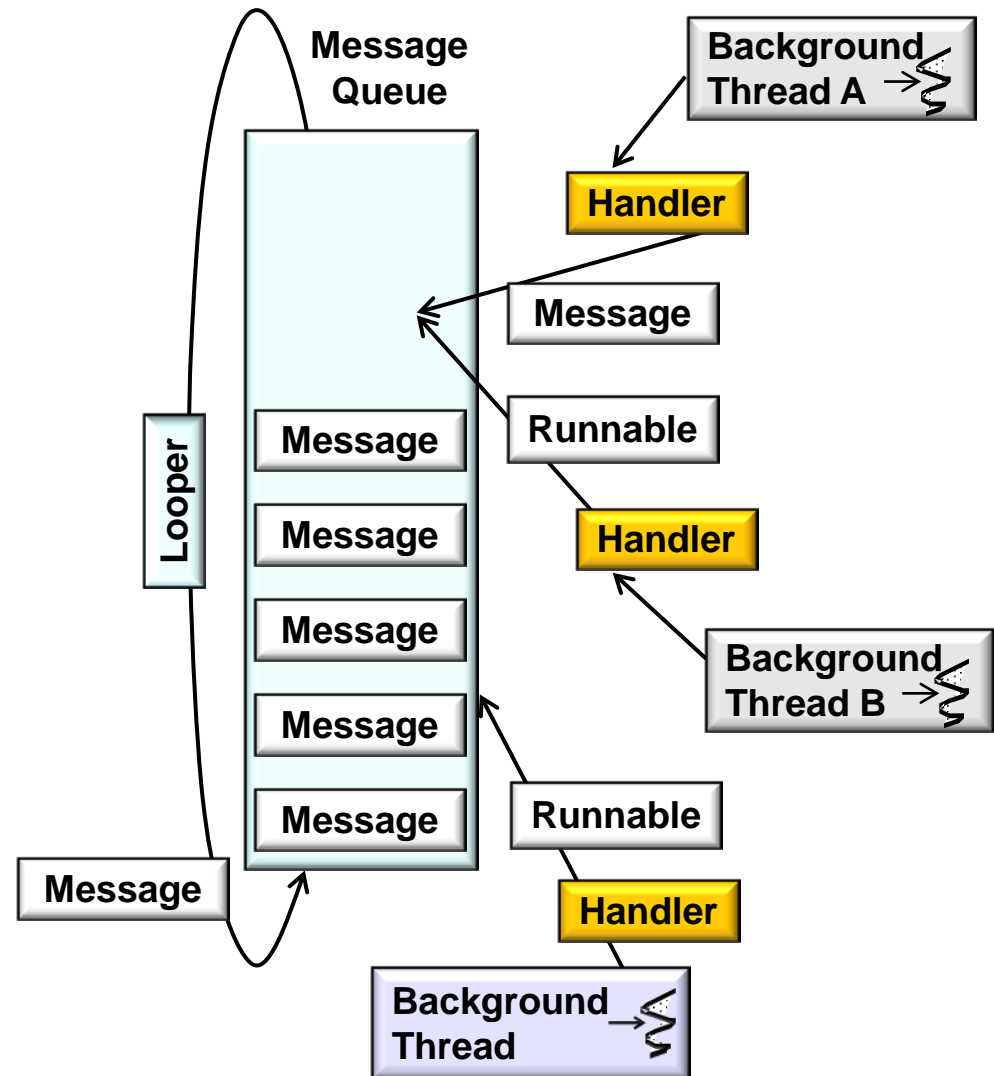 Message
Queue
Background
Thread A
Handler
Message
Runnable
Handler
Background
Thread B
Looper
Message
Message
Message
Message
Message
Message
Runnable
Handler
Background
Thread